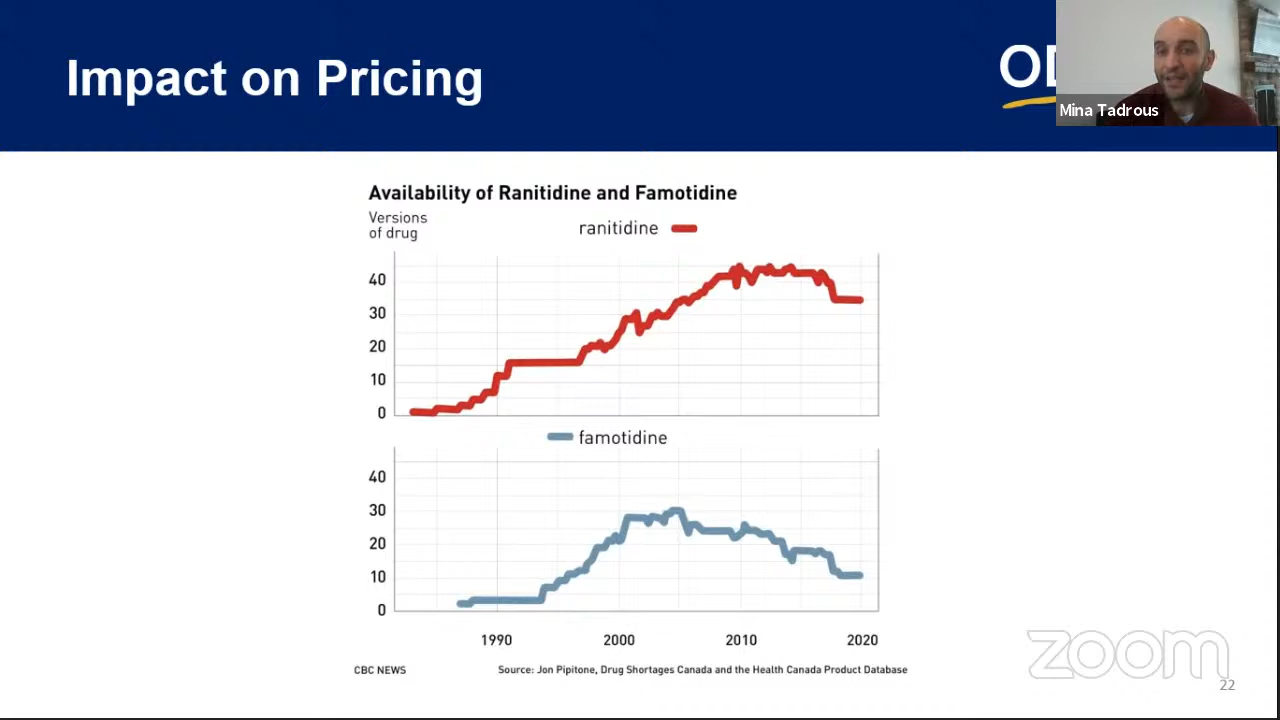 Impact on Pricing
Mina Tadrous
Availability of Ranitidine and Famotidine
Versions
of drug
ranitidine
40
30
20
10
0
famotidine
40
30
20
10
0
1990 2000 2010 2020
CBC NEWS
Source: Jon Pipitone, Drug Shortages Canada and the Health Canada Product Database
zoom
22